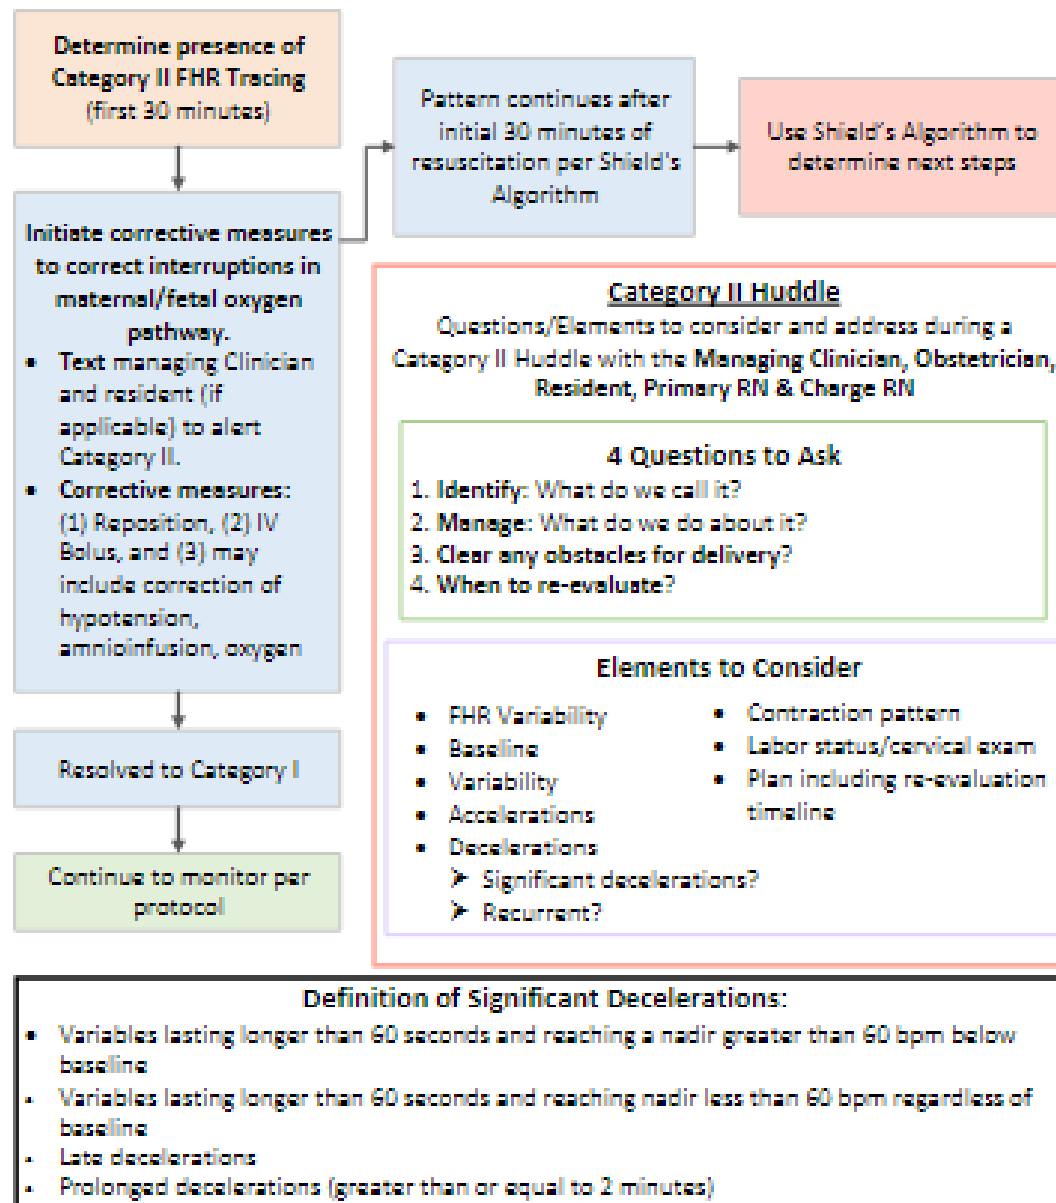 Determine presence of
Category II FHR Tracing
(first 30 minutes)
Pattern continues after
initial 30 minutes of
resuscitation per Shield's
Algorithm
Use Shield's Algorithm to
determine next steps
Initiate corrective measures
to correct interruptions in
maternal/fetal oxygen
pathway.
• Text managing Clinician
and resident (if
applicable) to alert
Category II.
• Corrective measures:
(1) Reposition, (2) IV
Bolus, and (3) may
include correction of
hypotension,
amnioinfusion, oxygen
Resolved to Category I
Continue to monitor per
protocol
Category II Huddle
Questions/Elements to consider and address during a
Category II Huddle with the Managing Clinician, Obstetrician,
Resident, Primary RN & Charge RN
4 Questions to Ask
1. Identify: What do we call it?
2. Manage: What do we do about it?
3. Clear any obstacles for delivery?
4. When to re-evaluate?
Elements to Consider
• FHR Variability
• Baseline
• Variability
• Accelerations
• Decelerations
➤ Significant decelerations?
➤ Recurrent?
• Contraction pattern
• Labor status/cervical exam
• Plan including re-evaluation
timeline
Definition of Significant Decelerations:
• Variables lasting longer than 60 seconds and reaching a nadir greater than 60 bpm below
baseline
• Variables lasting longer than 60 seconds and reaching nadir less than 60 bpm regardless of
baseline
• Late decelerations
• Prolonged decelerations (greater than or equal to 2 minutes)